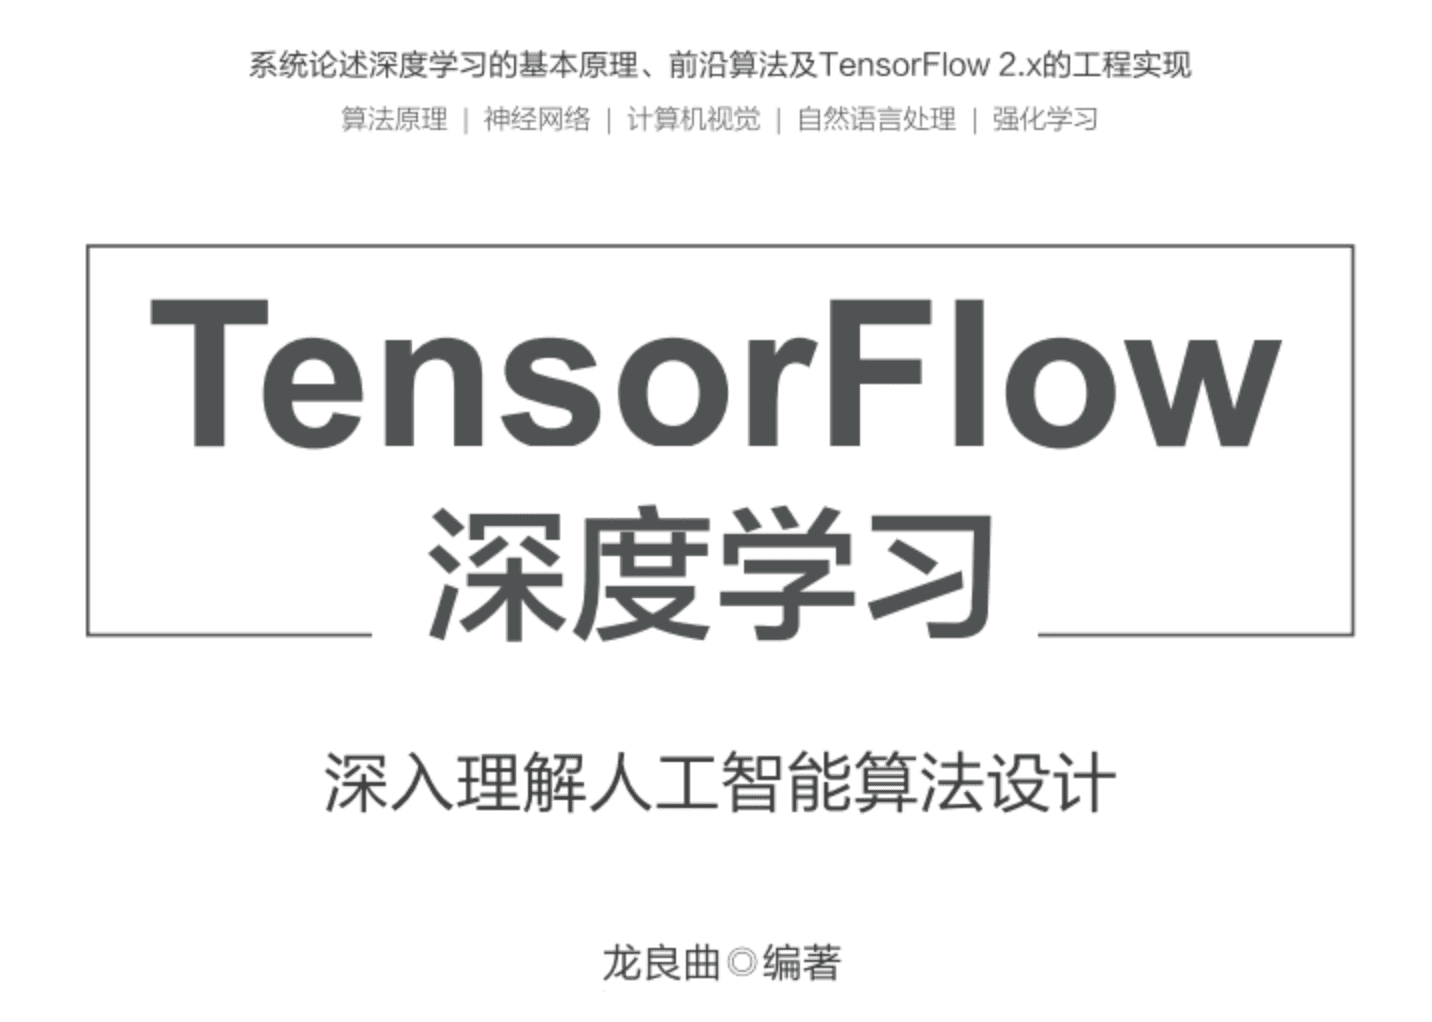 系统论述深度学习的基本原理、前沿算法及TensorFlow 2.x的工程实现
算法原理 | 神经网络 | 计算机视觉 | 自然语言处理 | 强化学习
TensorFlow
深度学习
深入理解人工智能算法设计
龙良曲◎编著